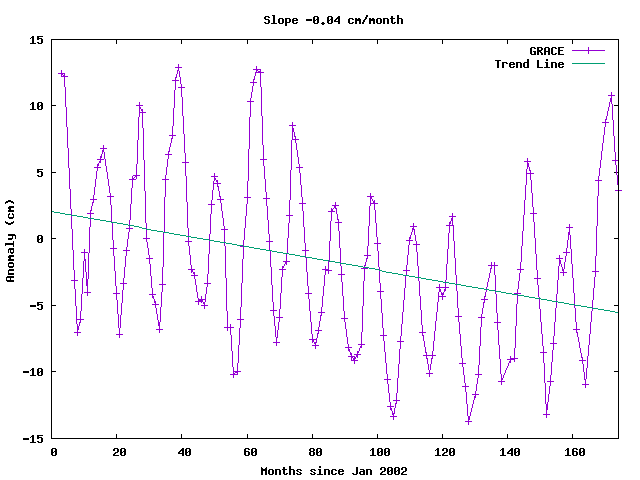 Slope -0.04 cm/month
GRACE
Trend Line
15
10
5
0
-5
-10
-15
Anomaly (cm)
0 20 40 60 80 100 120 140 160
Months since Jan 2002